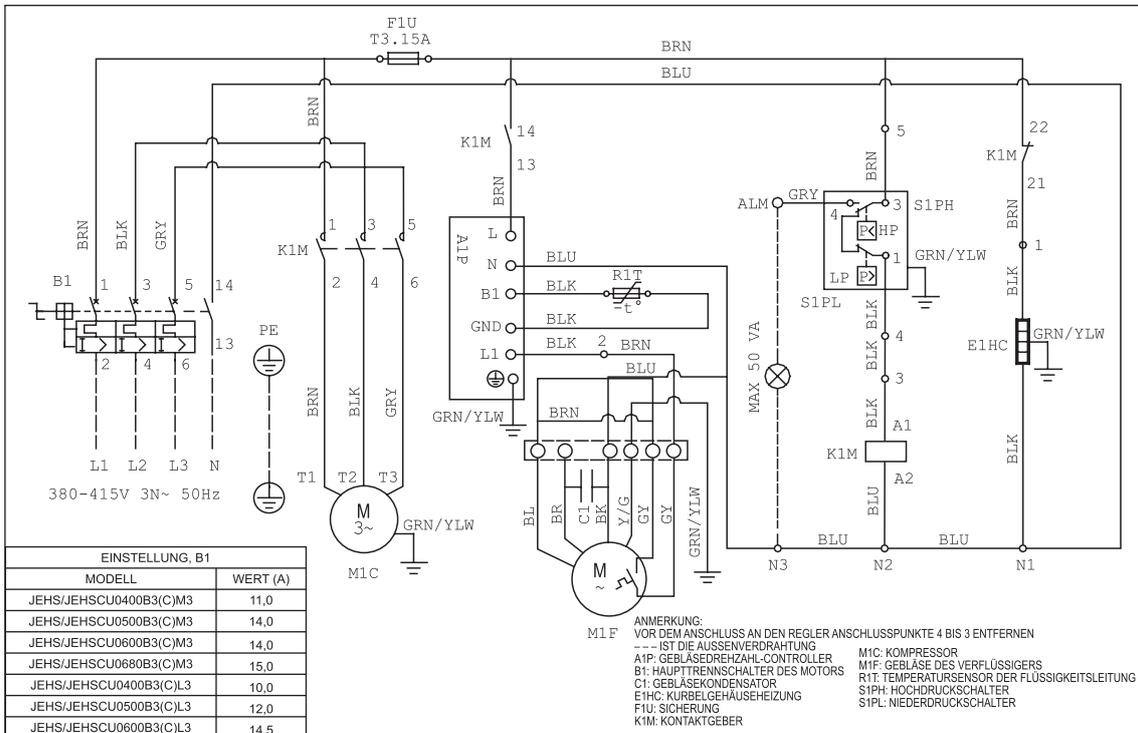 F1U
T3.15A
BRN
BLU
BRN
K1M
14
13
BRN
5
BRN
22
K1M
21
BRN
1
BLK
ALM
GRY
4
3
S1PH
P<
HP
1
GRN/YLW
LP
P>
S1PL
BRN
BLK
GRY
B1
1
3
5
14
13
2
4
6
PE
K1M
1
3
5
2
4
6
A1P
L
N
BLU
B1
BLK
R1T
-t°
GND
BLK
L1
BLK
2
BRN
BLU
GRN/YLW
BRN
BLK
4
BLK
3
BLK
A1
K1M
A2
BLU
MAX 50 VA
E1HC
GRN/YLW
BLK
BRN
BLK
GRY
L1
L2
L3
N
380-415V 3N~ 50Hz
T1
T2
T3
M
3~
GRN/YLW
M1C
BL
BR
C1
BK
Y/G
GY
GY
GRN/YLW
M
~
M1F
BLU
BLU
N3
N2
N1
EINSTELLUNG, B1
MODELL WERT (A)
JEHS/JEHSCU0400B3(C)M3 11,0
JEHS/JEHSCU0500B3(C)M3 14,0
JEHS/JEHSCU0600B3(C)M3 14,0
JEHS/JEHSCU0680B3(C)M3 15,0
JEHS/JEHSCU0400B3(C)L3 10,0
JEHS/JEHSCU0500B3(C)L3 12,0
JEHS/JEHSCU0600B3(C)L3 14,5
ANMERKUNG:
VOR DEM ANSCHLUSS AN DEN REGLER ANSCHLUSSPUNKTE 4 BIS 3 ENTFERNEN
--- IST DIE AUSSENVERDRAHTUNG
A1P: GEBLÄSEDREHZAHL-CONTROLLER
B1: HAUPTTRENNSCHALTER DES MOTORS
C1: GEBLÄSEKONDENSATOR
E1HC: KURBELGEHÄUSEHEIZUNG
F1U: SICHERUNG
K1M: KONTAKTGEBER
M1C: KOMPRESSOR
M1F: GEBLÄSE DES VERFLÜSSIGERS
R1T: TEMPERATURSENSOR DER FLÜSSIGKEITSLEITUNG
S1PH: HOCHDRUCKSCHALTER
S1PL: NIEDERDRUCKSCHALTER